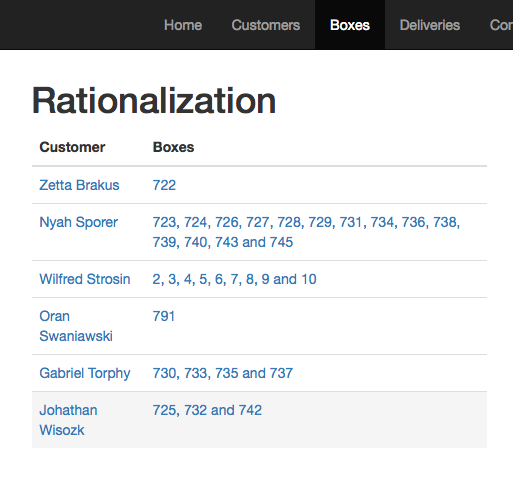 Home Customers Boxes Deliveries
Rationalization
Customer Boxes
Zetta Brakus 722
Nyah Sporer 723, 724, 726, 727, 728, 729, 731, 734, 736, 738,
739, 740, 743 and 745
Wilfred Strosin 2, 3, 4, 5, 6, 7, 8, 9 and 10
Oran 791
Swaniawski
Gabriel Torphy 730, 733, 735 and 737
Johathan 725, 732 and 742
Wisozk